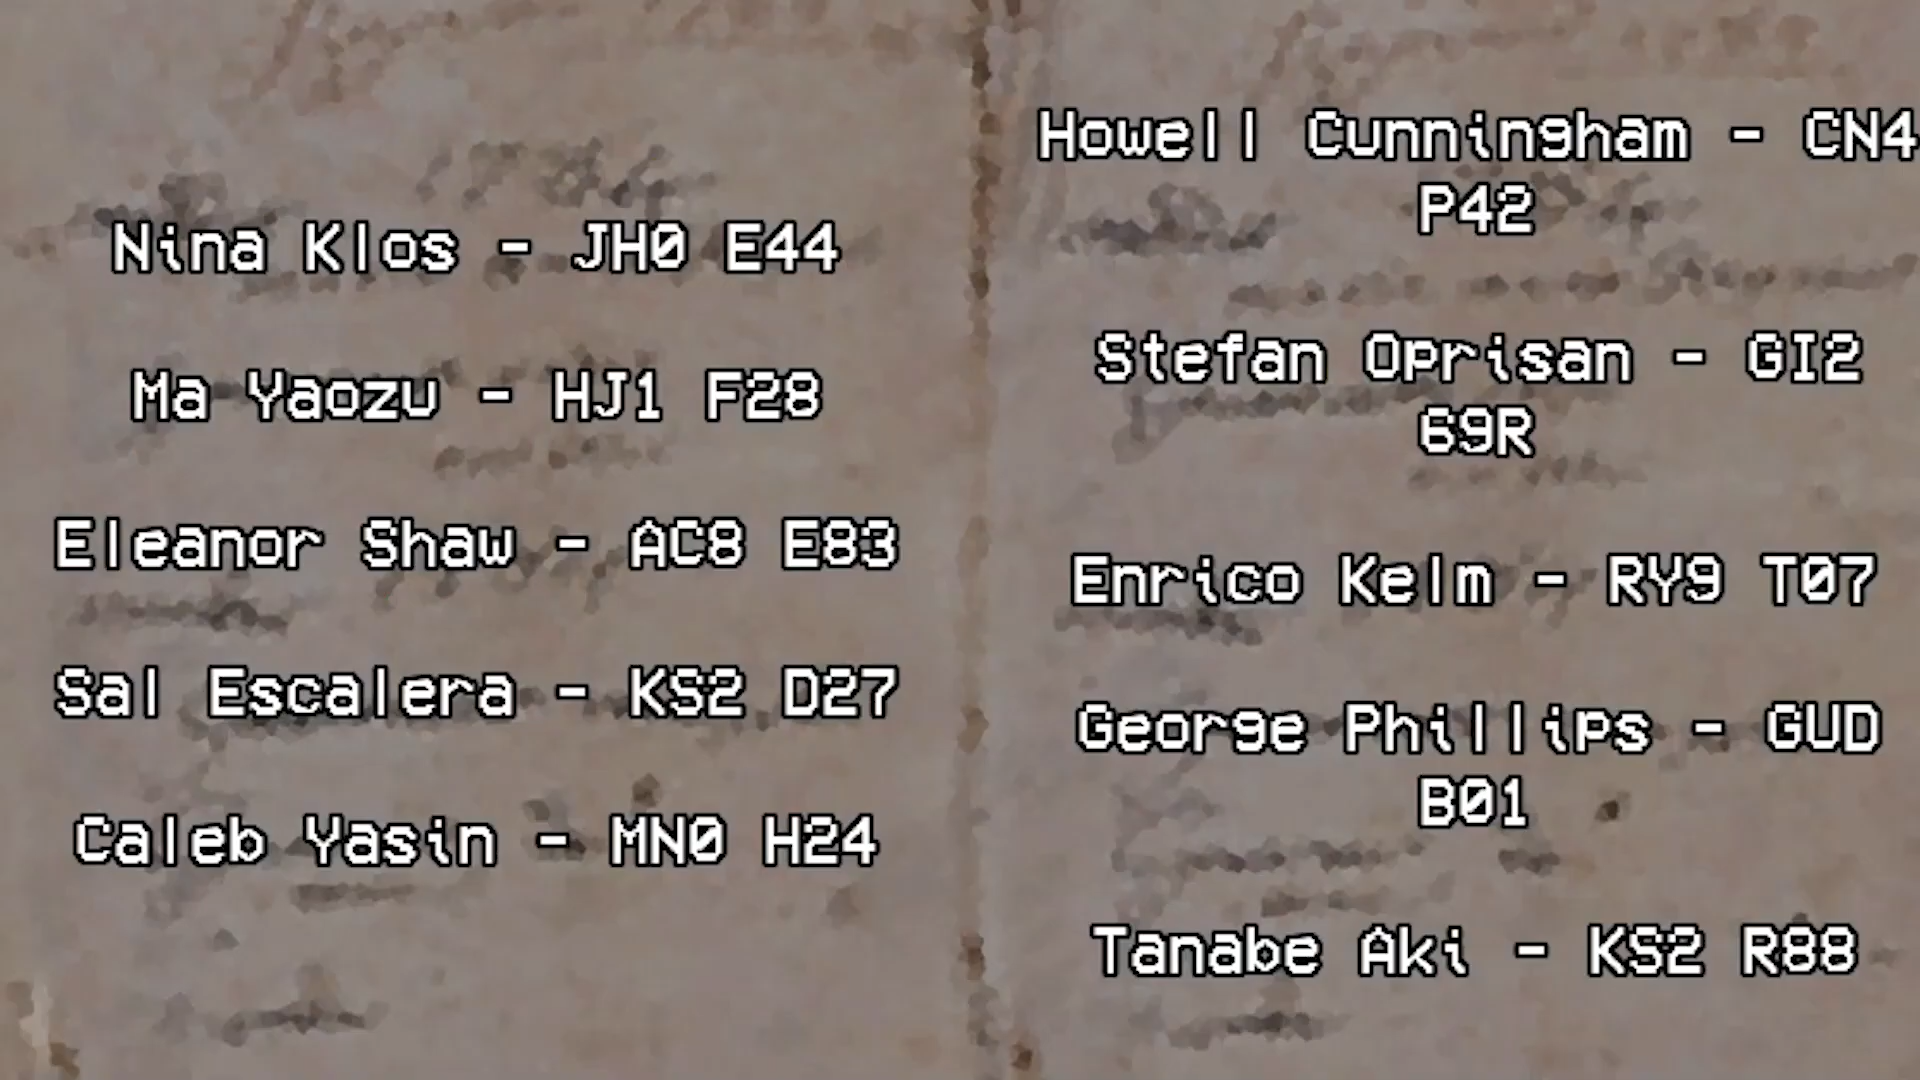 Nina Klos - JH0 E44
Ma Yaozu - HJ1 F28
Eleanor Shaw - AC8 E83
Sal Escalera - KS2 D27
Caleb Yasin - MN0 H24
Howell Cunningham - CN4
P42
Stefan Oprisan - GI2
69R
Enrico Kelm - RY9 T07
George Phillips - GUD
B01
Tanabe Aki - KS2 R88